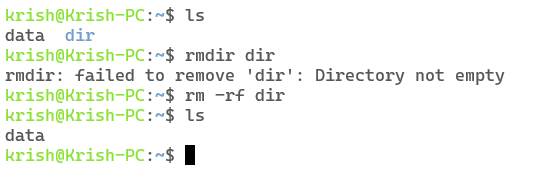 krish@Krish-PC:~$ ls
data  dir
krish@Krish-PC:~$ rmdir dir
rmdir: failed to remove 'dir': Directory not empty
krish@Krish-PC:~$ rm -rf dir
krish@Krish-PC:~$ ls
data
krish@Krish-PC:~$